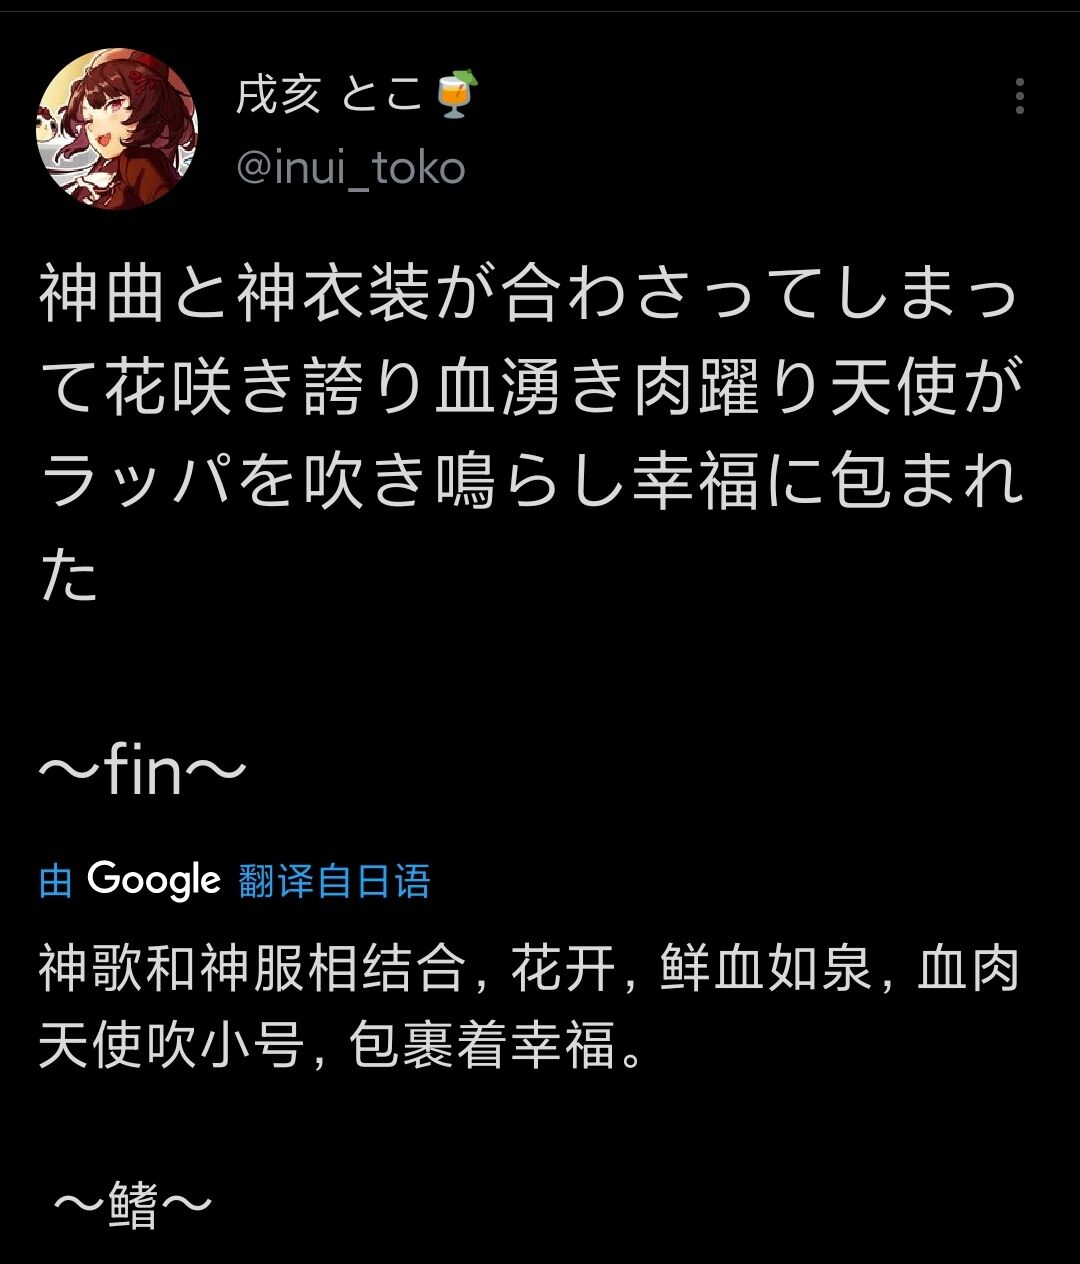 戌亥 とこ🍹
@inui_toko
神曲と神衣装が合わさってしまっ
て花咲き誇り血湧き肉躍り天使が
ラッパを吹き鳴らし幸福に包まれ
た
〜fin〜
由 Google 翻译自日语
神歌和神服相结合，花开，鲜血如泉，血肉
天使吹小号，包裹着幸福。
〜鳍〜